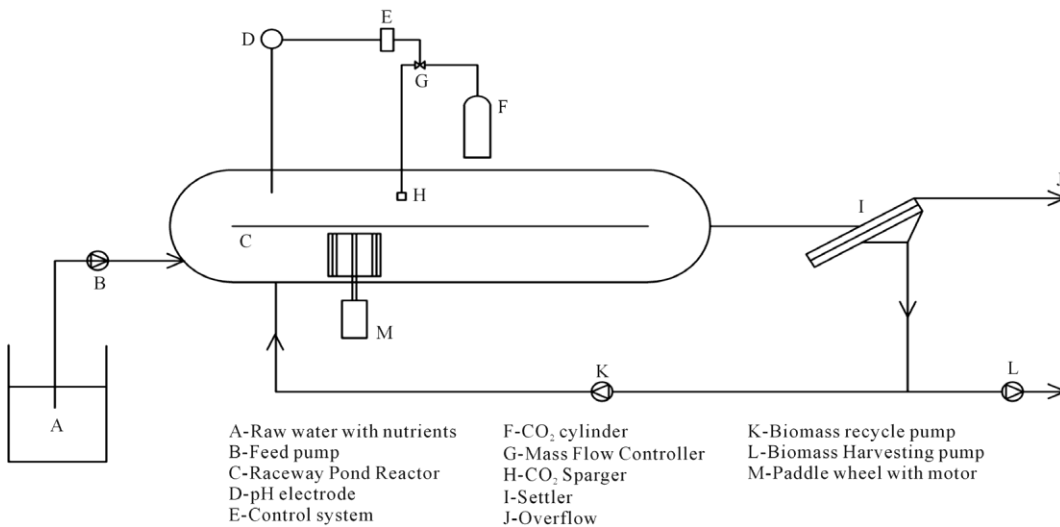 E
D
G
F
H
C
I
J
B
M
K
L
A
A-Raw water with nutrients
B-Feed pump
C-Raceway Pond Reactor
D-pH electrode
E-Control system
F-CO₂ cylinder
G-Mass Flow Controller
H-CO₂ Sparger
I-Settler
J-Overflow
K-Biomass recycle pump
L-Biomass Harvesting pump
M-Paddle wheel with motor